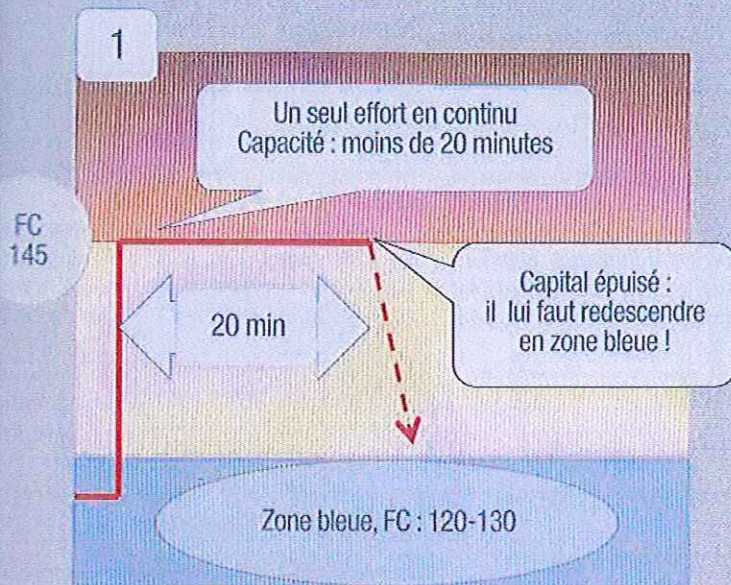 1
Un seul effort en continu
Capacité : moins de 20 minutes
FC
145
20 min
Capital épuisé :
il lui faut redescendre
en zone bleue !
Zone bleue, FC : 120-130